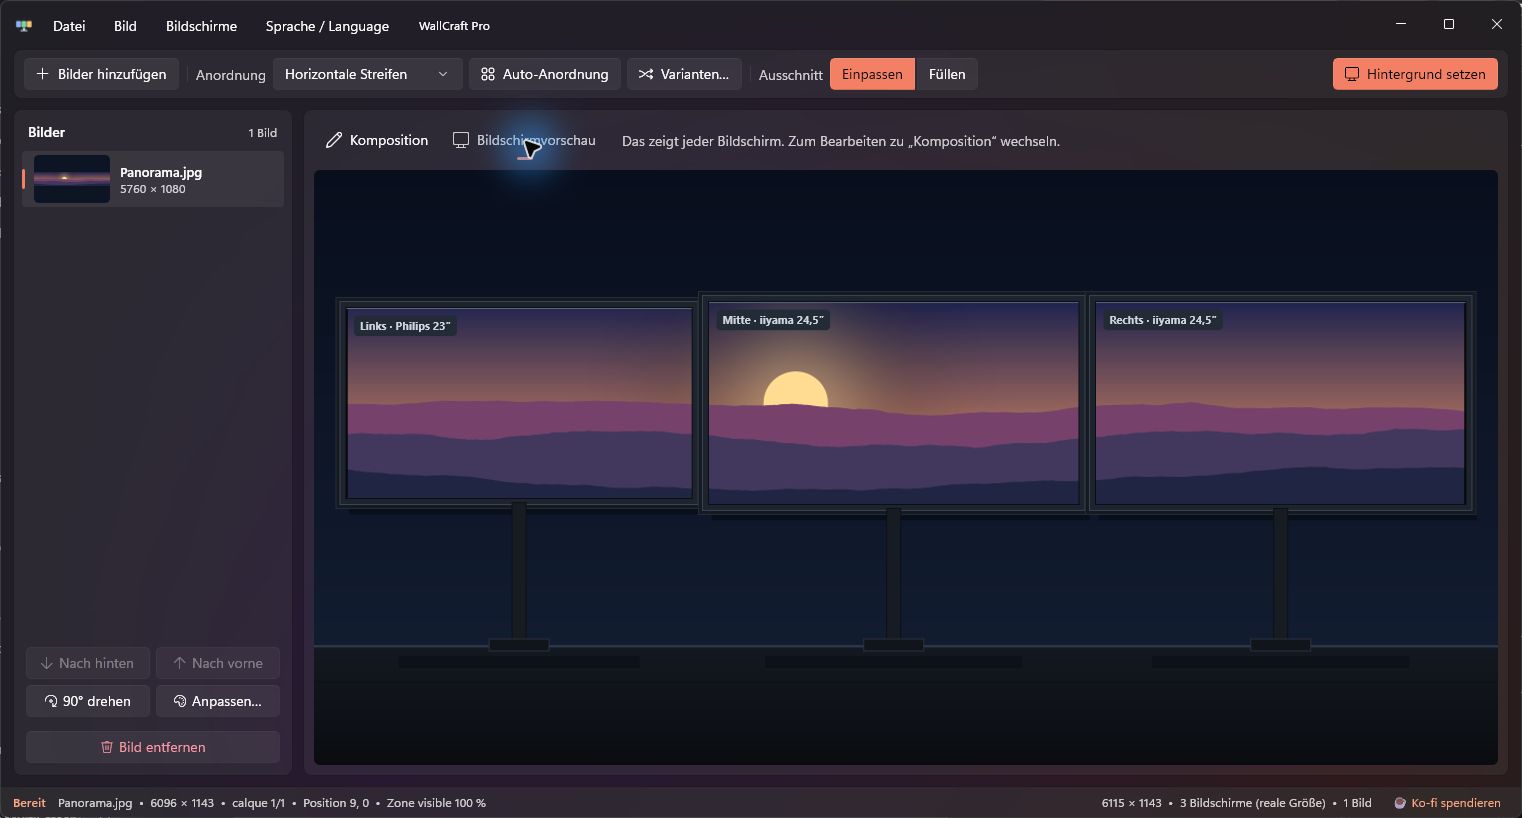 Datei Bild Bildschirme Sprache / Language WallCraft Pro
Bilder hinzufügen Anordnung Horizontale Streifen Auto-Anordnung Varianten... Ausschnitt Einpassen Füllen Hintergrund setzen
Bilder 1 Bild
Panorama.jpg
5760 × 1080
Komposition Bildschirmvorschau Das zeigt jeder Bildschirm. Zum Bearbeiten zu „Komposition“ wechseln.
Links · Philips 23"
Mitte · iiyama 24,5"
Rechts · iiyama 24,5"
Nach hinten Nach vorne
90° drehen Anpassen...
Bild entfernen
Bereit Panorama.jpg • 6096 × 1143 • calque 1/1 • Position 9, 0 • Zone visible 100 % 6115 × 1143 • 3 Bildschirme (reale Größe) • 1 Bild Ko-fi spendieren